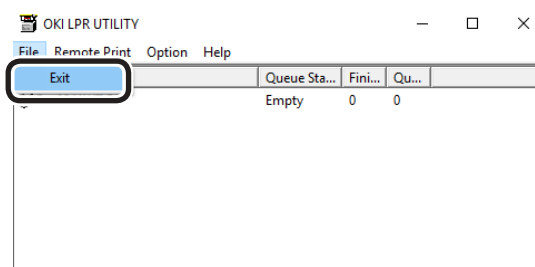 OKI LPR UTILITY
File Remote Print Option Help
Exit
Queue Sta... Fini... Qu...
Empty 0 0